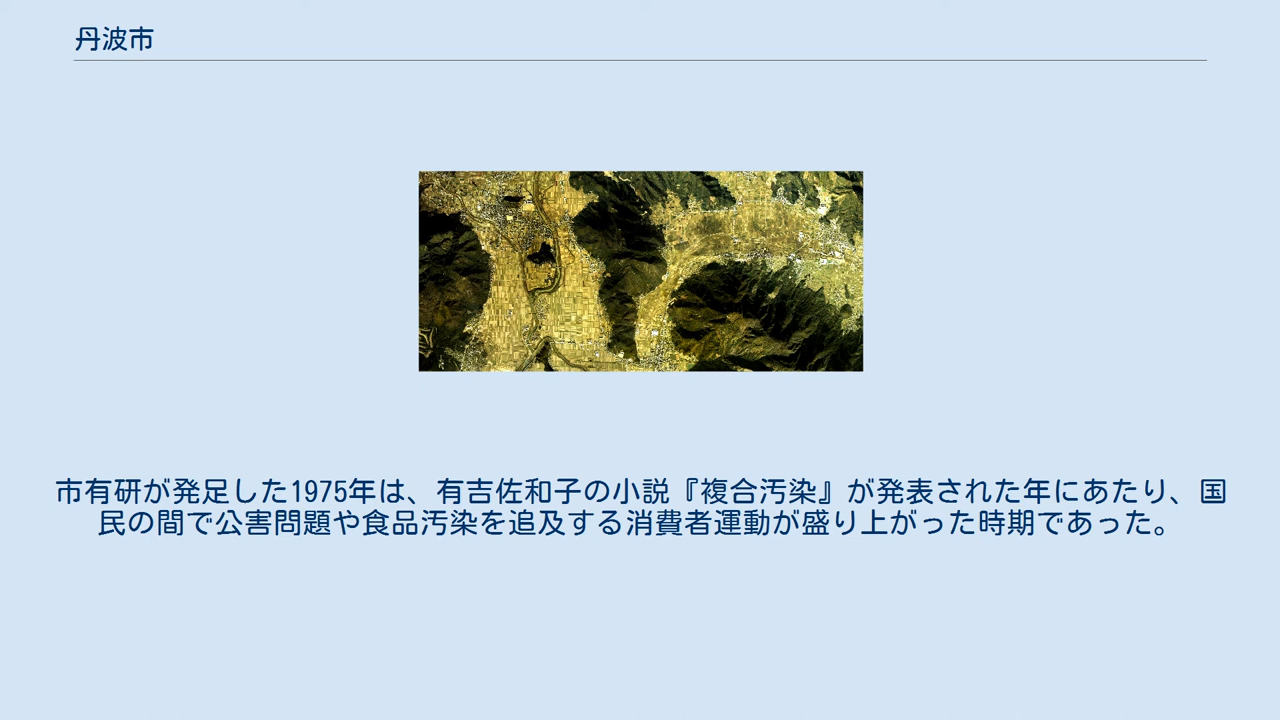 丹波市
市有研が発足した1975年は、有吉佐和子の小説『複合汚染』が発表された年にあたり、国
民の間で公害問題や食品汚染を追及する消費者運動が盛り上がった時期であった。